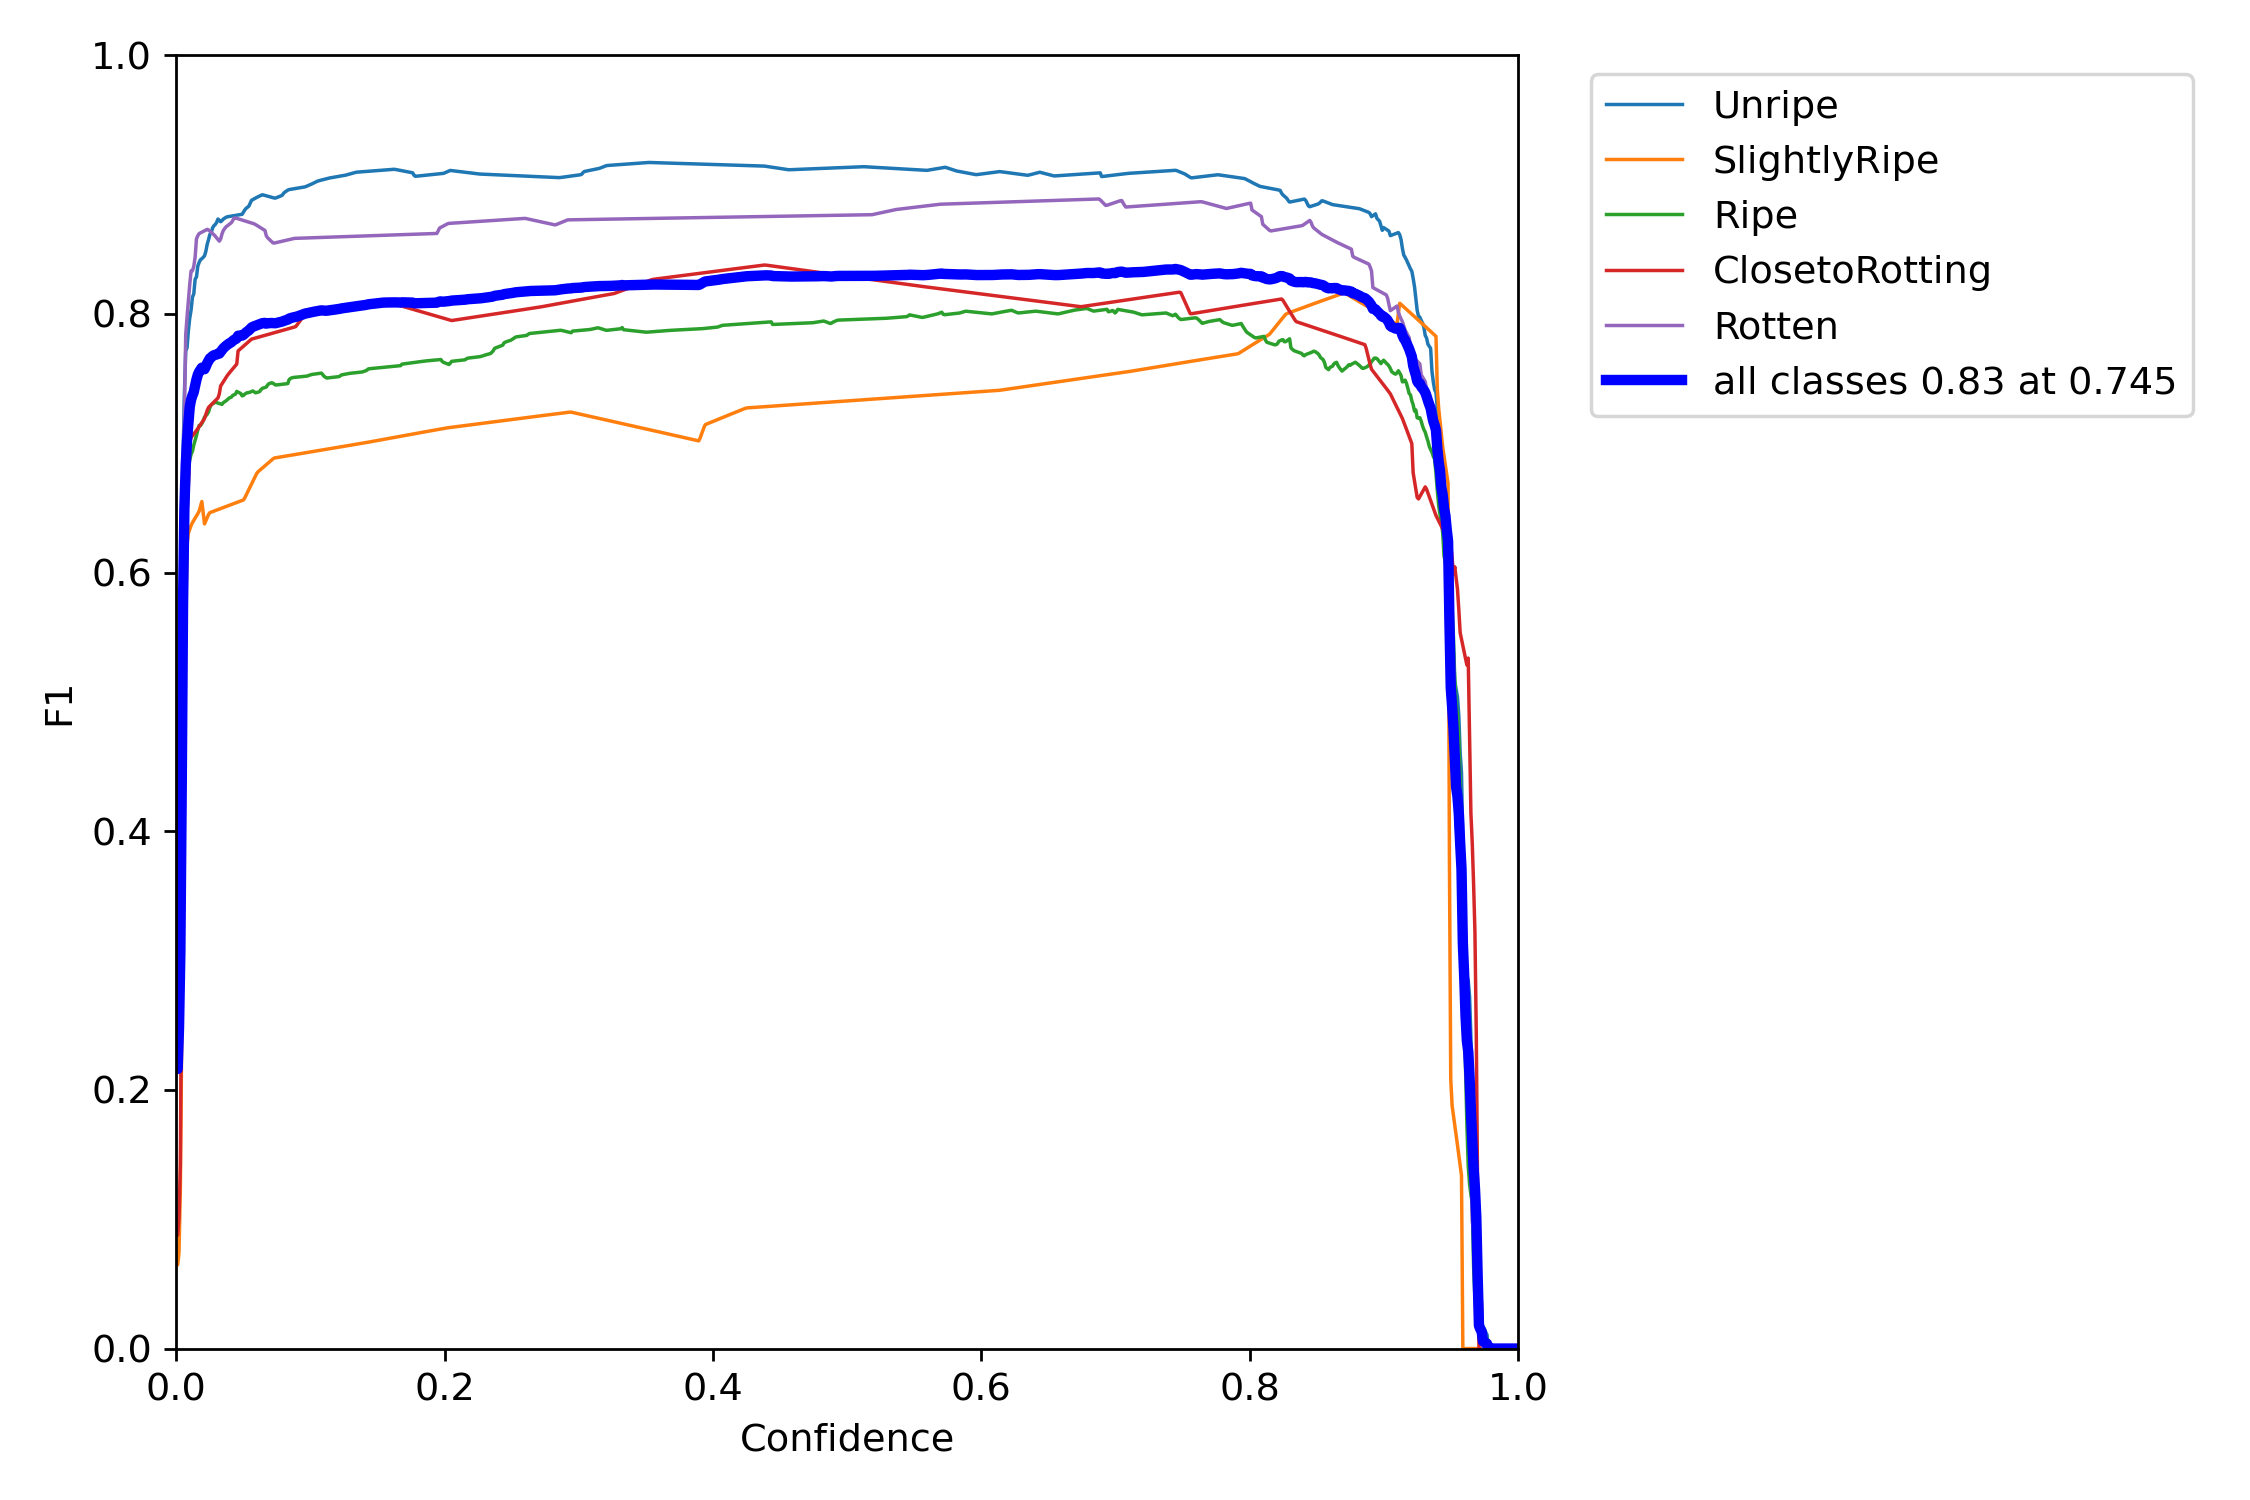 1.0
0.8
0.6
0.4
0.2
0.0
F1
0.0 0.2 0.4 0.6 0.8 1.0
Confidence
Unripe
SlightlyRipe
Ripe
ClosetoRotting
Rotten
all classes 0.83 at 0.745